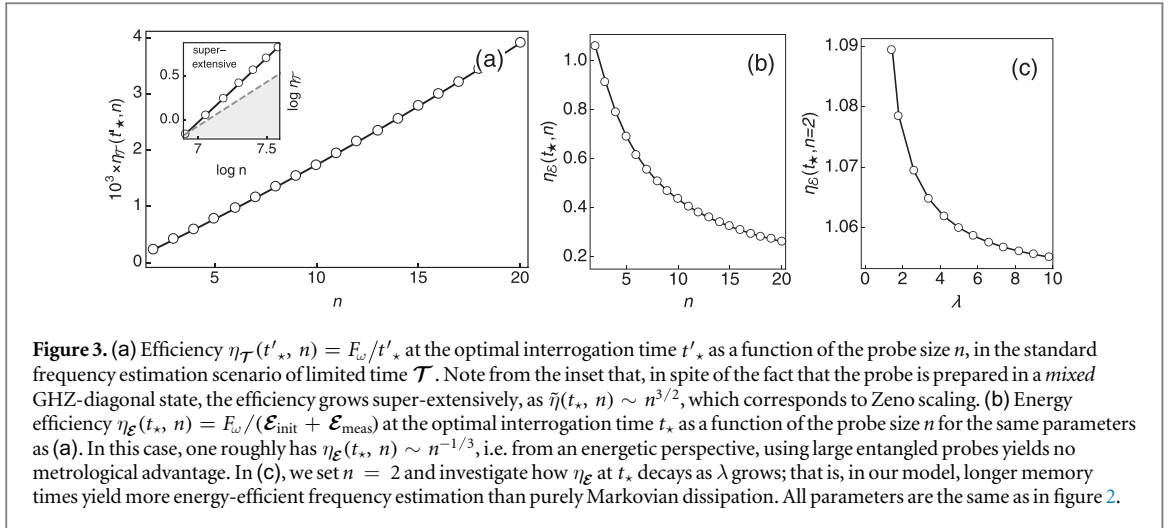 (a)
super–
extensive
0.5
0.0
7
7.5
log n
log η𝒯
4
3
2
1
0
5
10
15
20
n
10³ × η𝒯(t'⋆, n)
(b)
1.0
0.8
0.6
0.4
0.2
5
10
15
20
n
ηℰ(t⋆, n)
(c)
1.09
1.08
1.07
1.06
0
2
4
6
8
10
λ
ηℰ(t⋆, n=2)
Figure 3. (a) Efficiency η𝒯(t'⋆, n) = Fω/t'⋆ at the optimal interrogation time t'⋆ as a function of the probe size n, in the standard
frequency estimation scenario of limited time 𝒯. Note from the inset that, in spite of the fact that the probe is prepared in a mixed
GHZ-diagonal state, the efficiency grows super-extensively, as η̃(t⋆, n) ∼ n^{3/2}, which corresponds to Zeno scaling. (b) Energy
efficiency ηℰ(t⋆, n) = Fω/(ℰinit + ℰmeas) at the optimal interrogation time t⋆ as a function of the probe size n for the same parameters
as (a). In this case, one roughly has ηℰ(t⋆, n) ∼ n^{−1/3}, i.e. from an energetic perspective, using large entangled probes yields no
metrological advantage. In (c), we set n = 2 and investigate how ηℰ at t⋆ decays as λ grows; that is, in our model, longer memory
times yield more energy-efficient frequency estimation than purely Markovian dissipation. All parameters are the same as in figure 2.